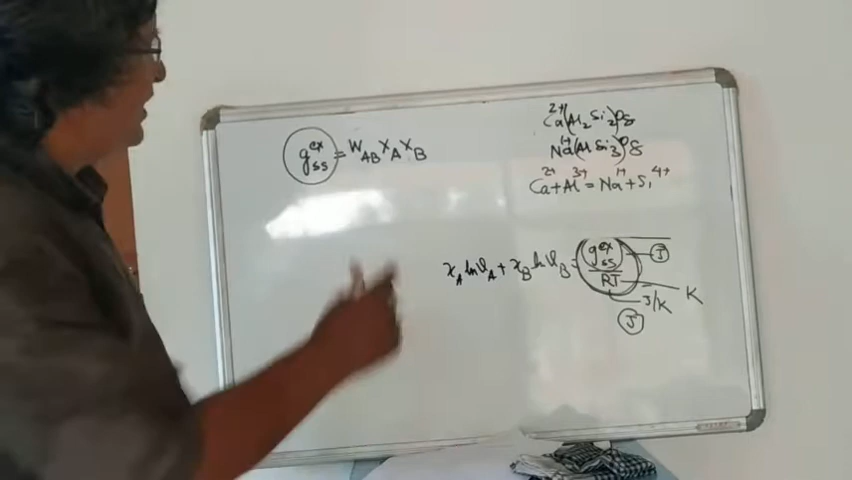 g^ex_ss = W_AB X_A X_B
Ca^2+(Al_2 Si_2)O_8
Na^1+(Al Si_3)O_8
Ca^2+ + Al^3+ = Na^1+ + Si^4+
x_A ln γ_A + x_B ln γ_B = g^ex_ss / RT
J
K
J/K
J